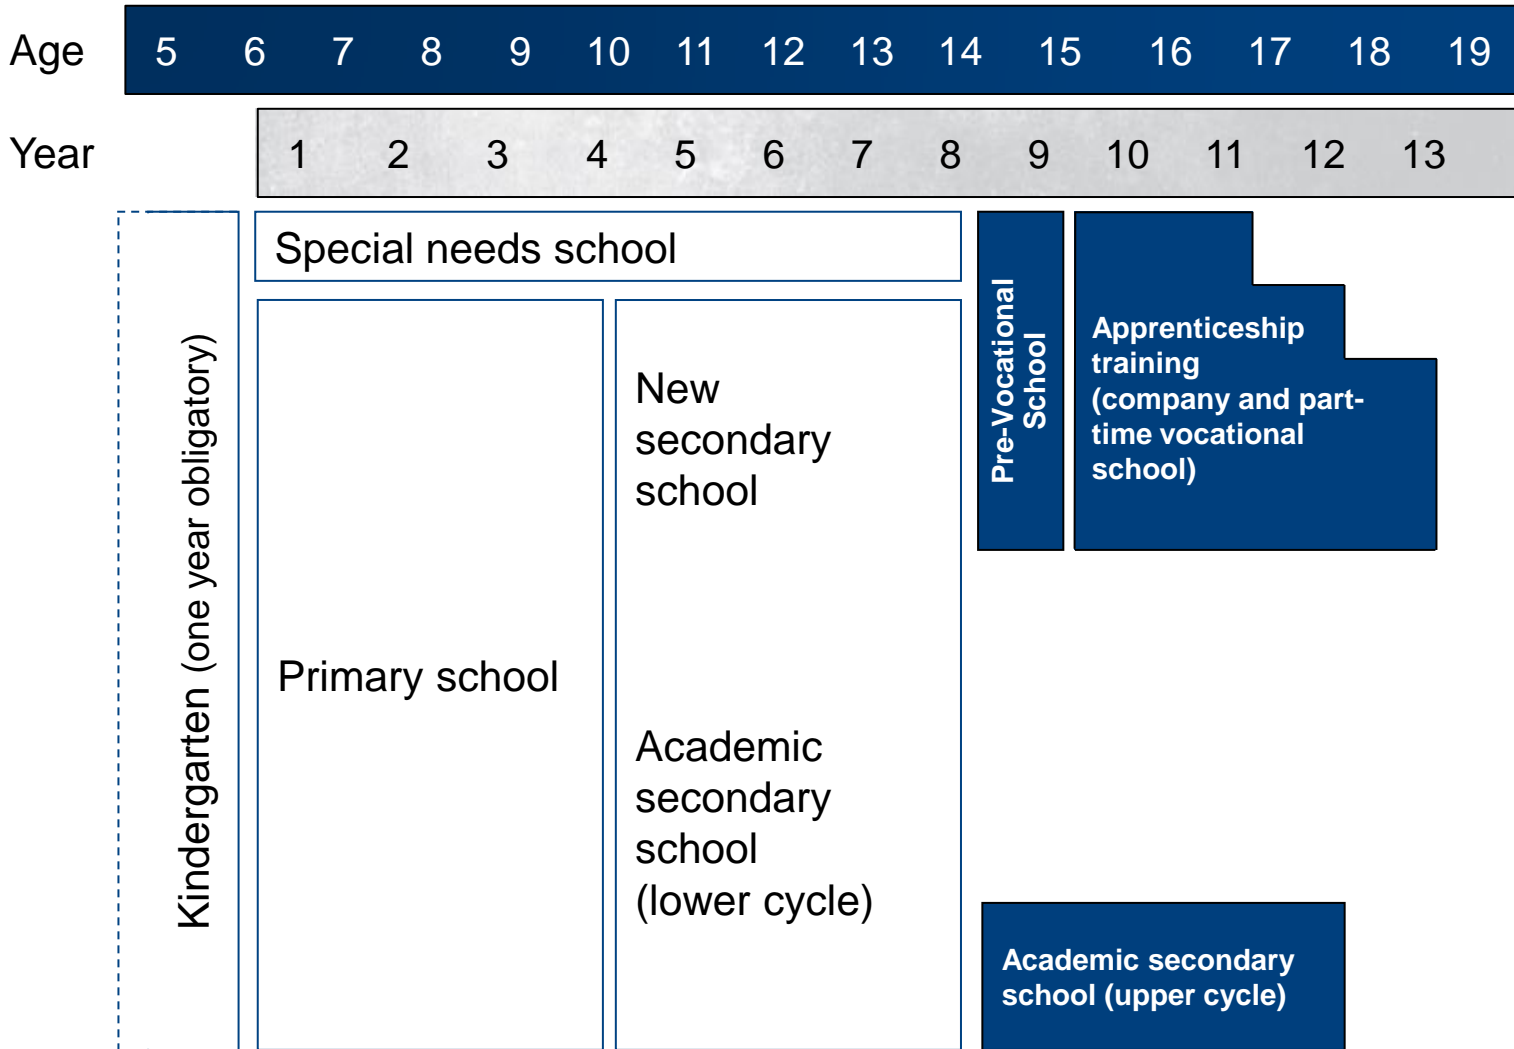 Age 5 6 7 8 9 10 11 12 13 14 15 16 17 18 19
Year 1 2 3 4 5 6 7 8 9 10 11 12 13
Kindergarten (one year obligatory)
Special needs school
Primary school
New
secondary
school
Academic
secondary
school
(lower cycle)
Pre-Vocational
School
Apprenticeship
training
(company and part-
time vocational
school)
Academic secondary
school (upper cycle)